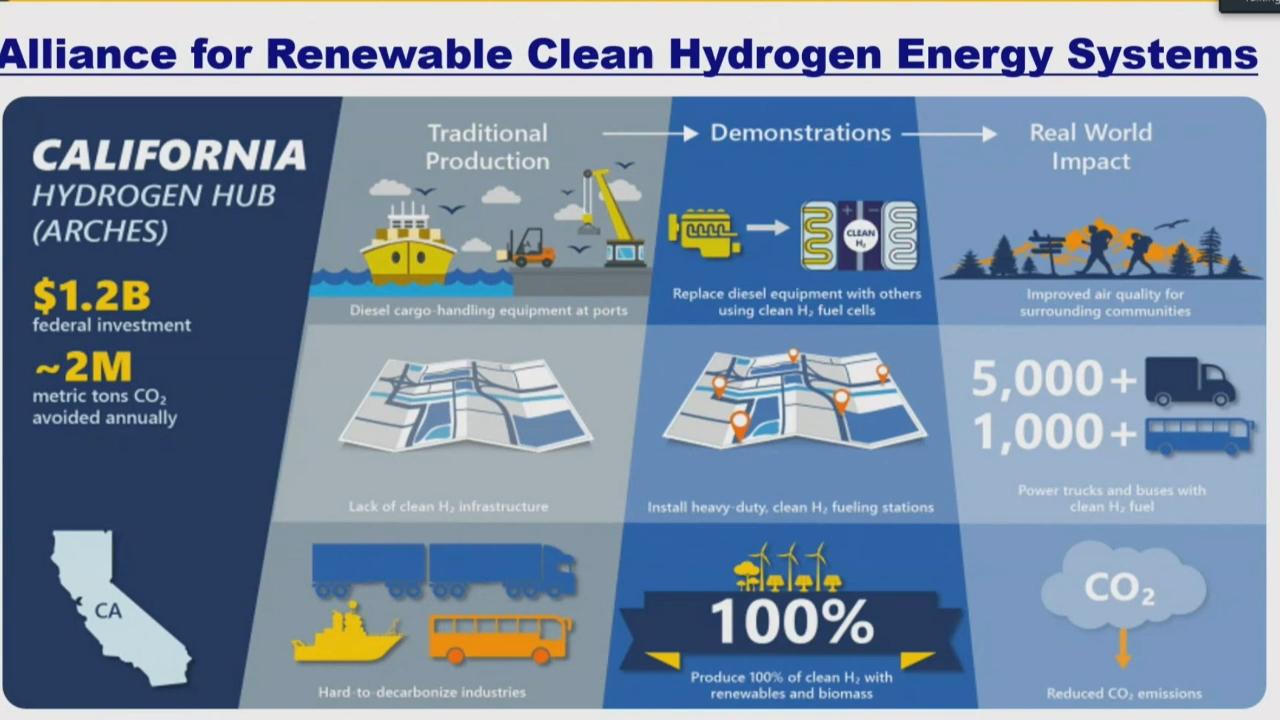 Alliance for Renewable Clean Hydrogen Energy Systems
CALIFORNIA
HYDROGEN HUB
(ARCHES)
$1.2B
federal investment
~2M
metric tons CO₂
avoided annually
CA
Traditional
Production
Demonstrations
Real World
Impact
Diesel cargo-handling equipment at ports
+ −
CLEAN
H₂
Replace diesel equipment with others
using clean H₂ fuel cells
Improved air quality for
surrounding communities
Lack of clean H₂ infrastructure
Install heavy-duty, clean H₂ fueling stations
5,000+
1,000+
Power trucks and buses with
clean H₂ fuel
Hard-to-decarbonize industries
100%
Produce 100% of clean H₂ with
renewables and biomass
CO₂
Reduced CO₂ emissions